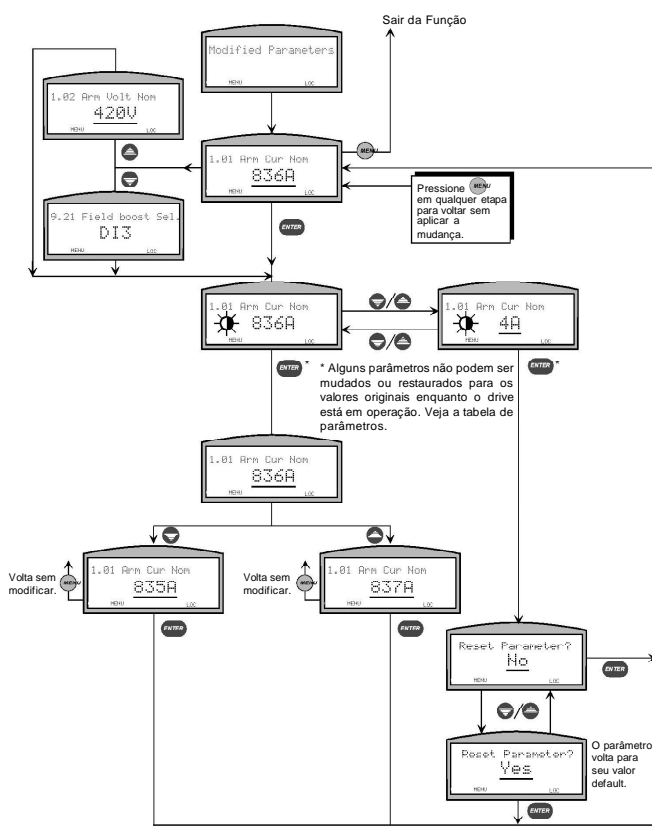 Sair da Função
Modified Parameters
MENU LOC
1.02 Arm Volt Nom
420V
MENU LOC
MENU
1.01 Arm Cur Nom
836A
MENU LOC
Pressione MENU
em qualquer etapa
para voltar sem
aplicar a
mudança.
9.21 Field boost Sel.
DI3
MENU LOC
ENTER
1.01 Arm Cur Nom
836A
MENU LOC
/
/
1.01 Arm Cur Nom
4A
MENU LOC
ENTER *
* Alguns parâmetros não podem ser
mudados ou restaurados para os
valores originais enquanto o drive
está em operação. Veja a tabela de
parâmetros.
ENTER *
1.01 Arm Cur Nom
836A
MENU LOC
Volta sem
modificar.
MENU
1.01 Arm Cur Nom
835A
MENU LOC
ENTER
Volta sem
modificar.
MENU
1.01 Arm Cur Nom
837A
MENU LOC
ENTER
Reset Parameter?
No
MENU LOC
ENTER
/
Reset Parameter?
Yes
MENU LOC
O parâmetro
volta para
seu valor
default.
ENTER